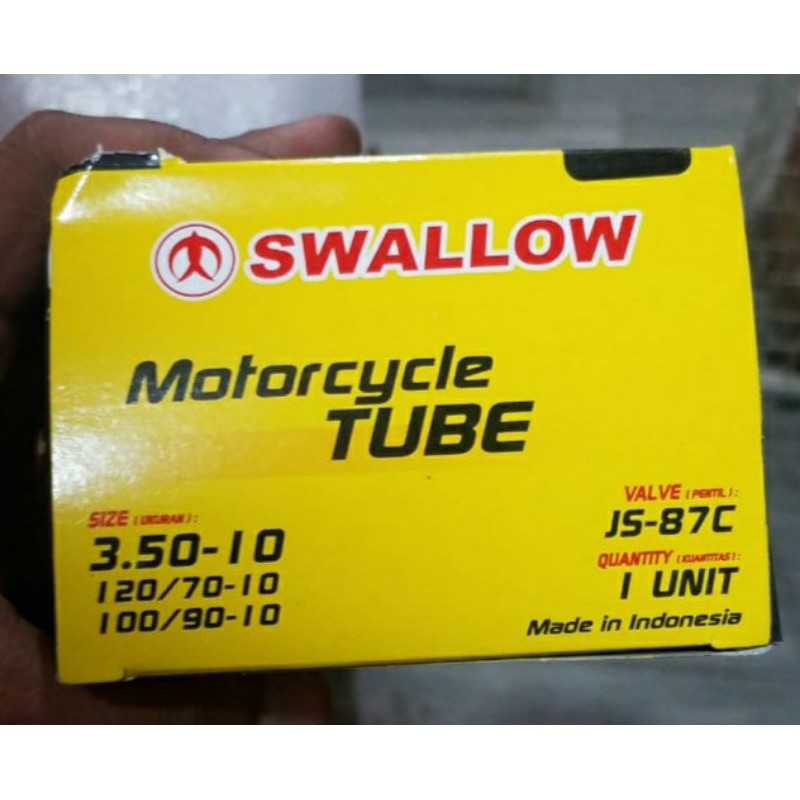 SWALLOW
Motorcycle
TUBE
SIZE (UKURAN):
3.50-10
120/70-10
100/90-10
VALVE (PENTIL):
JS-87C
QUANTITY (KUANTITAS):
1 UNIT
Made in Indonesia